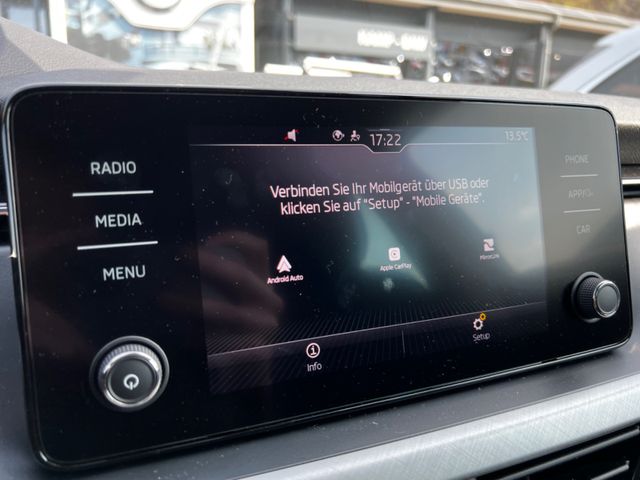 17:22
13.5°C
RADIO
MEDIA
MENU
Verbinden Sie Ihr Mobilgerät über USB oder
klicken Sie auf "Setup" - "Mobile Geräte".
Android Auto
Apple CarPlay
MirrorLink
Info
Setup
PHONE
CAR